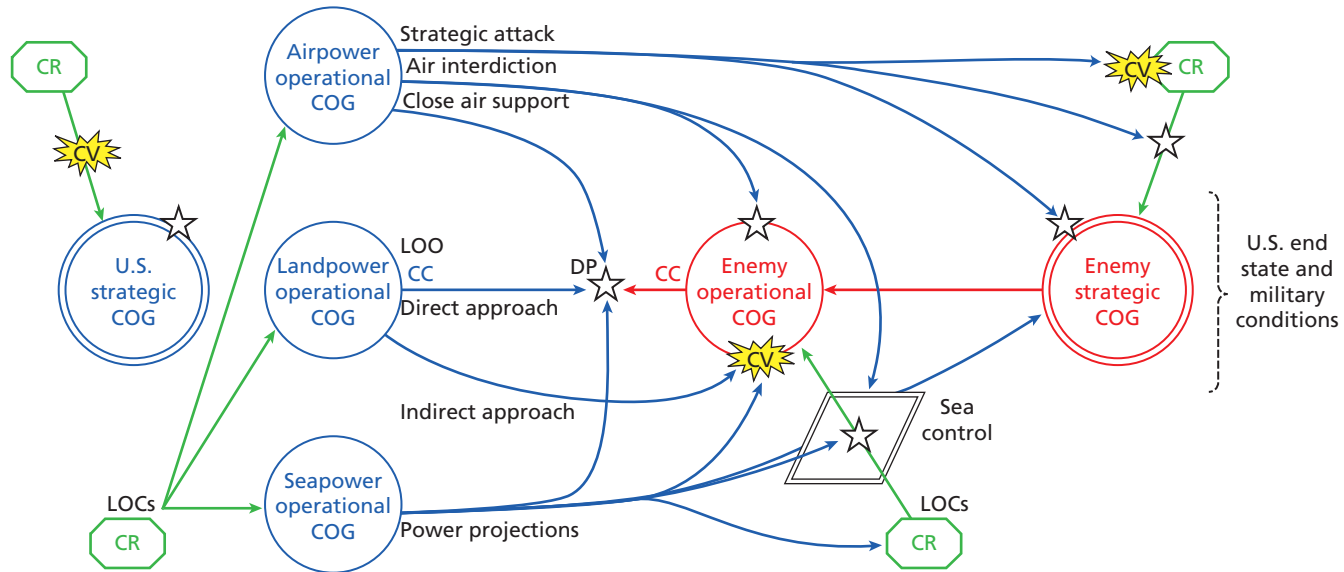 Strategic attack
Air interdiction
Close air support
Airpower
operational
COG
CR
CV
CR
CV
U.S.
strategic
COG
Landpower
operational
COG
LOO
CC
Direct approach
Indirect approach
DP
CC
Enemy
operational
COG
CV
Enemy
strategic
COG
U.S. end
state and
military
conditions
Sea
control
LOCs
CR
Seapower
operational
COG
Power projections
LOCs
CR